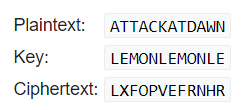 Plaintext: ATTACKATDAWN
Key: LEMONLEMONLE
Ciphertext: LXFOPVEFRNHR